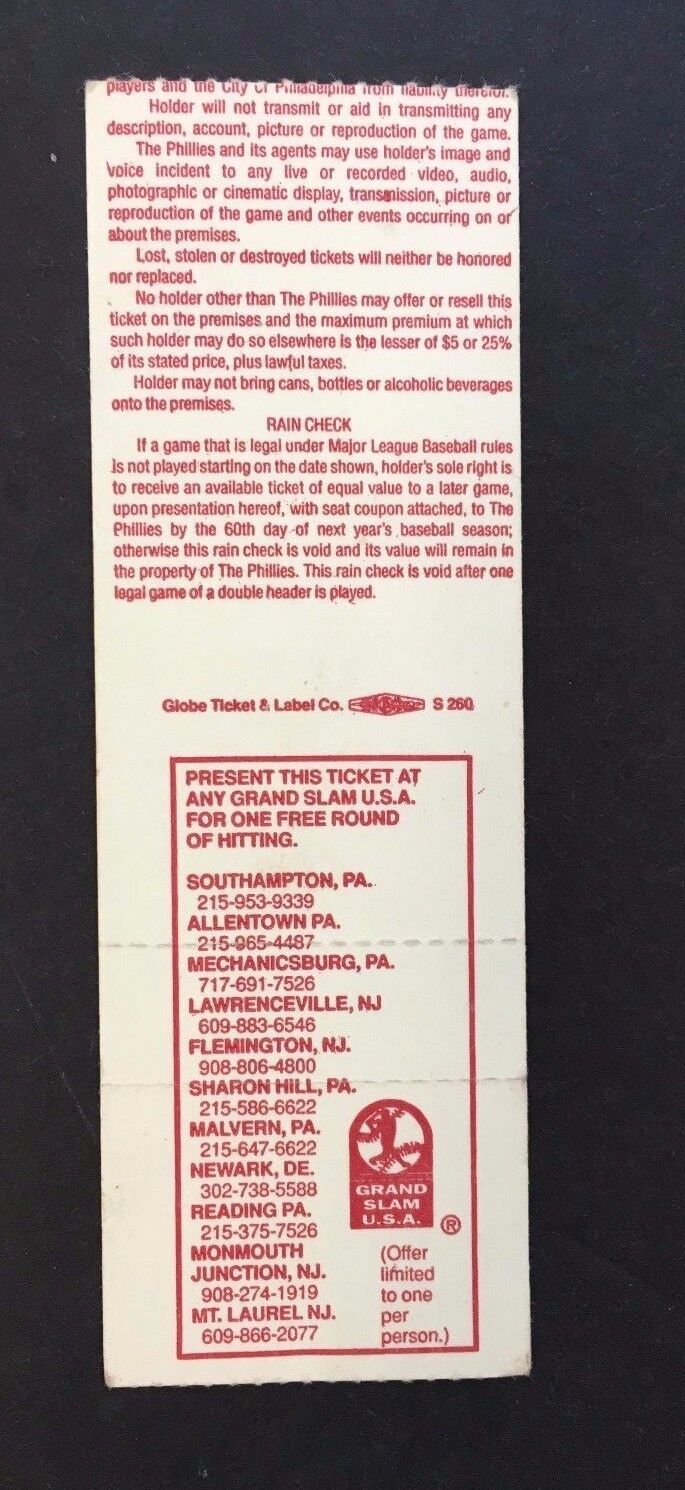 players and the City of Philadelphia from liability therefor.
Holder will not transmit or aid in transmitting any
description, account, picture or reproduction of the game.
The Phillies and its agents may use holder's image and
voice incident to any live or recorded video, audio,
photographic or cinematic display, transmission, picture or
reproduction of the game and other events occurring on or
about the premises.
Lost, stolen or destroyed tickets will neither be honored
nor replaced.
No holder other than The Phillies may offer or resell this
ticket on the premises and the maximum premium at which
such holder may do so elsewhere is the lesser of $5 or 25%
of its stated price, plus lawful taxes.
Holder may not bring cans, bottles or alcoholic beverages
onto the premises.
RAIN CHECK
If a game that is legal under Major League Baseball rules
is not played starting on the date shown, holder's sole right is
to receive an available ticket of equal value to a later game,
upon presentation hereof, with seat coupon attached, to The
Phillies by the 60th day of next year's baseball season;
otherwise this rain check is void and its value will remain in
the property of The Phillies. This rain check is void after one
legal game of a double header is played.
Globe Ticket & Label Co. S 260
PRESENT THIS TICKET AT
ANY GRAND SLAM U.S.A.
FOR ONE FREE ROUND
OF HITTING.
SOUTHAMPTON, PA.
215-953-9339
ALLENTOWN PA.
215-965-4487
MECHANICSBURG, PA.
717-691-7526
LAWRENCEVILLE, NJ
609-883-6546
FLEMINGTON, NJ.
908-806-4800
SHARON HILL, PA.
215-586-6622
MALVERN, PA.
215-647-6622
NEWARK, DE.
302-738-5588
READING PA.
215-375-7526
MONMOUTH
JUNCTION, NJ.
908-274-1919
MT. LAUREL NJ.
609-866-2077
GRAND
SLAM
U.S.A. ®
(Offer
limited
to one
per
person.)